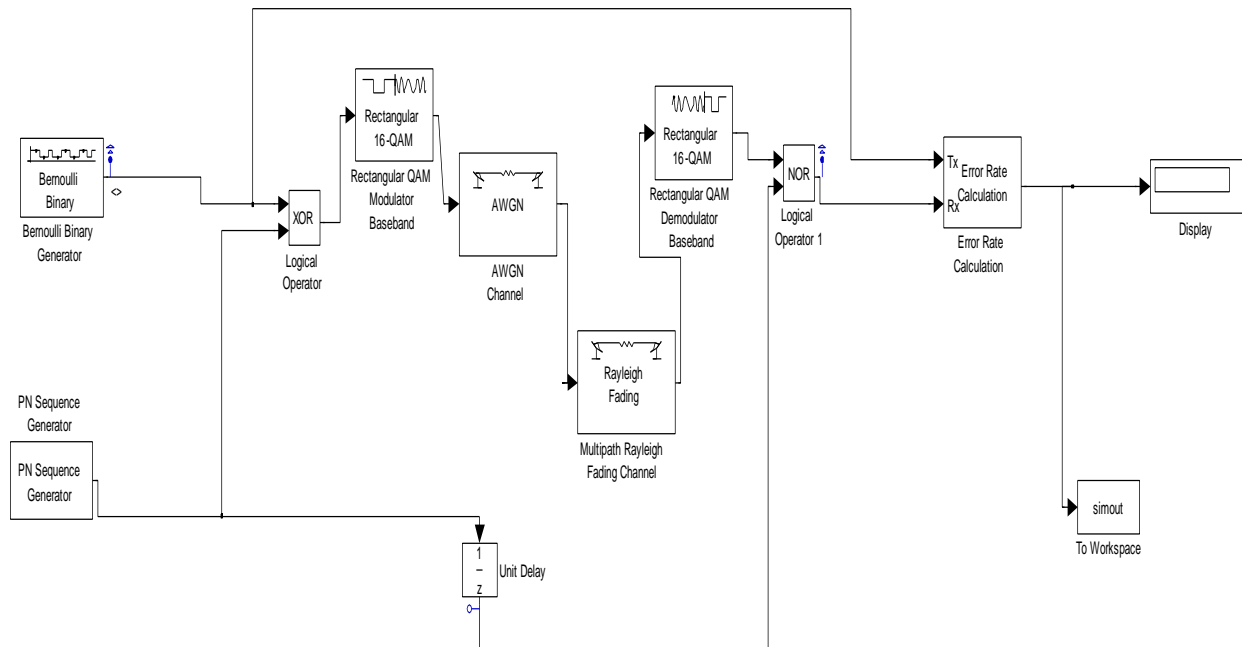 Bernoulli
Binary
Bernoulli Binary
Generator
<>
XOR
Logical
Operator
Rectangular
16-QAM
Rectangular QAM
Modulator
Baseband
AWGN
AWGN
Channel
Rayleigh
Fading
Multipath Rayleigh
Fading Channel
Rectangular
16-QAM
Rectangular QAM
Demodulator
Baseband
NOR
Logical
Operator 1
Tx
Rx
Error Rate
Calculation
Error Rate
Calculation
Display
simout
To Workspace
PN Sequence
Generator
PN Sequence
Generator
1
z
Unit Delay